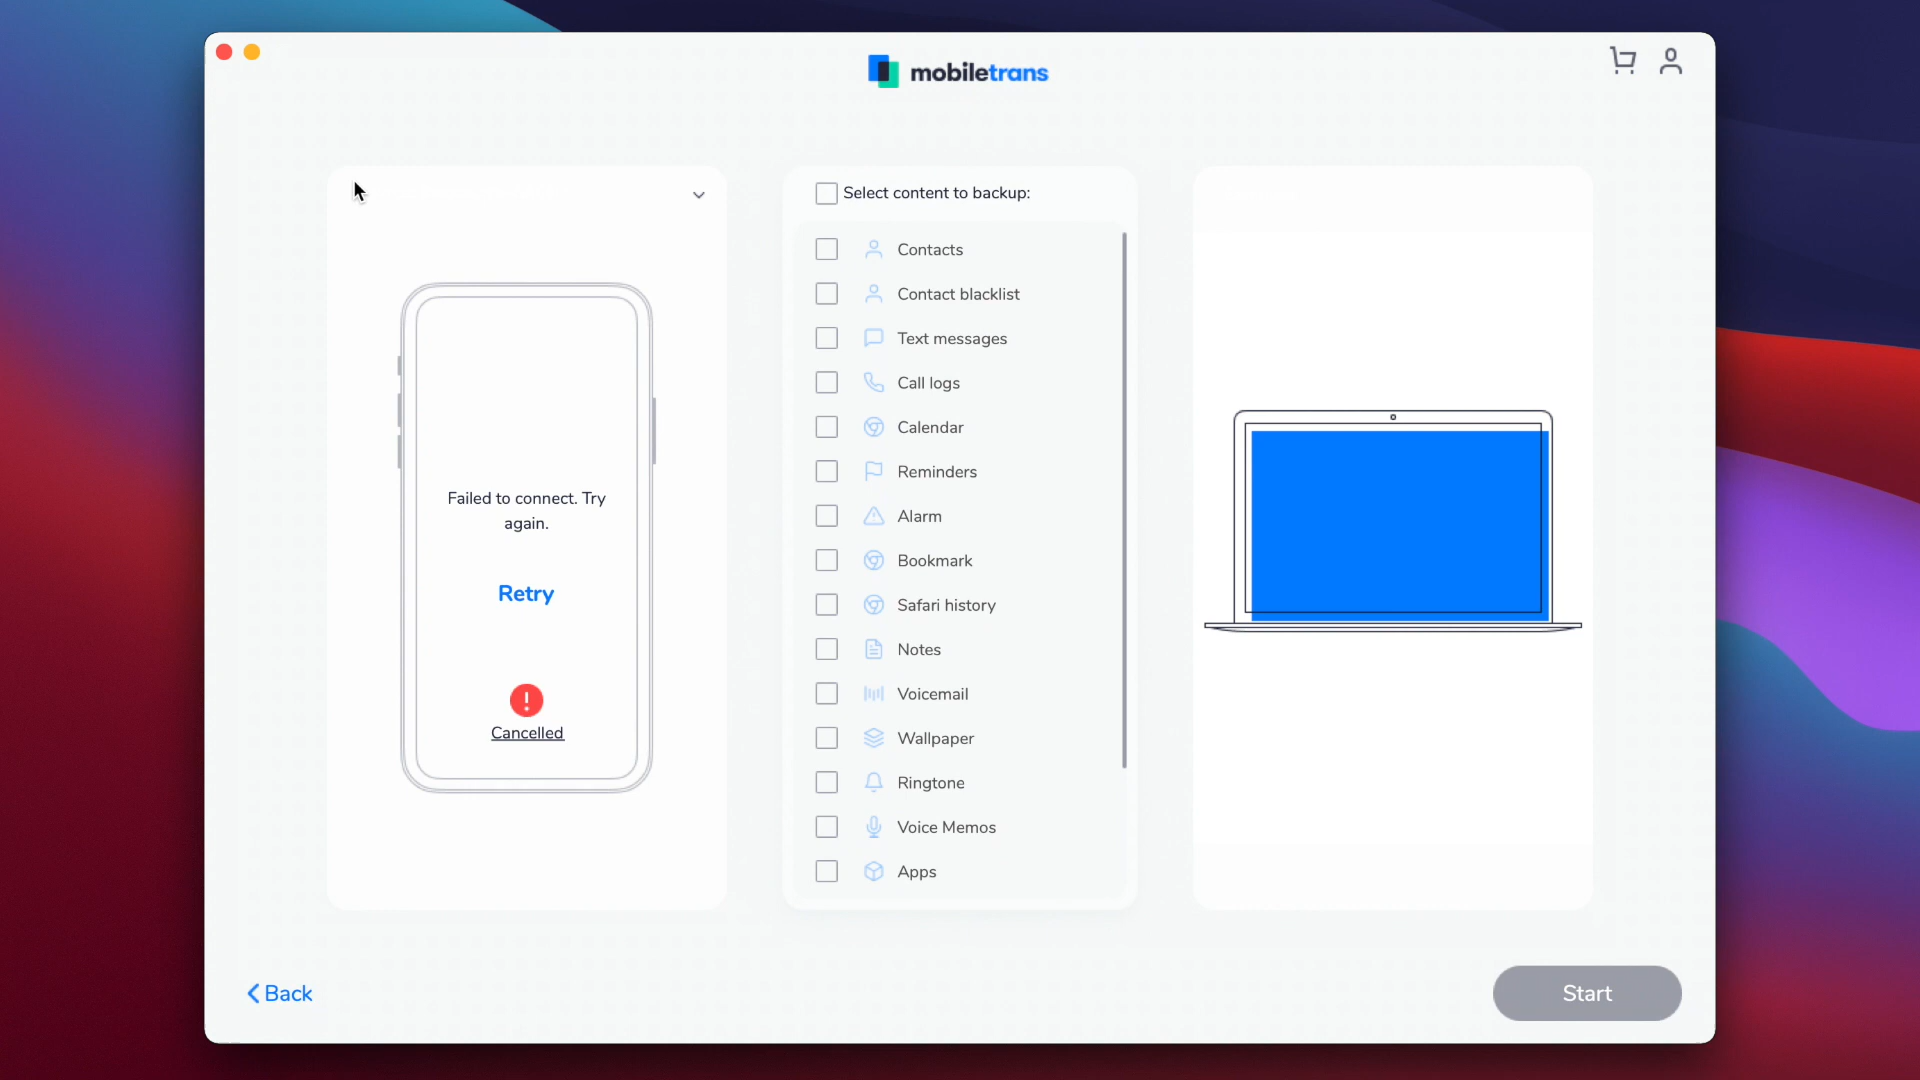 mobiletrans
Select content to backup:
Contacts
Contact blacklist
Text messages
Call logs
Calendar
Reminders
Alarm
Bookmark
Safari history
Notes
Voicemail
Wallpaper
Ringtone
Voice Memos
Apps
Failed to connect. Try
again.
Retry
Cancelled
Back
Start